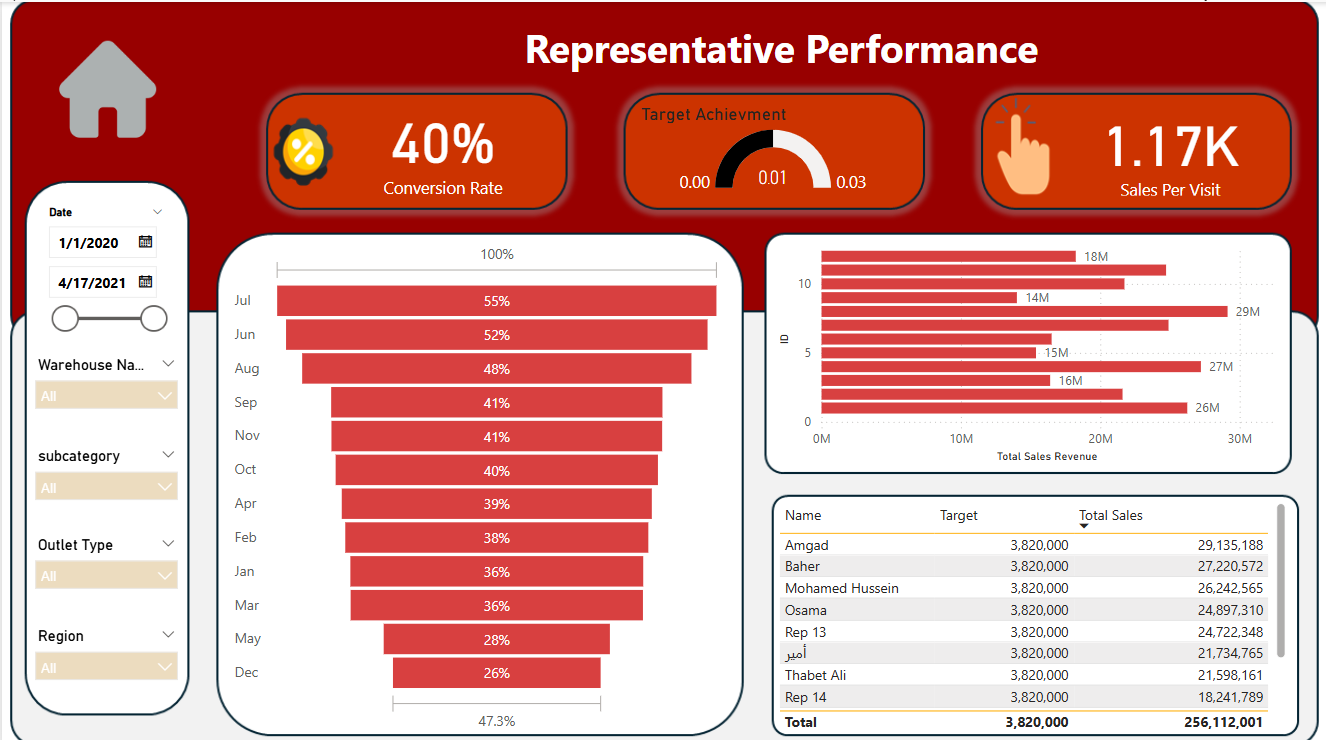 Representative Performance
40%
Conversion Rate
Target Achievment
0.00
0.01
0.03
1.17K
Sales Per Visit
Date
1/1/2020
4/17/2021
Warehouse Na...
All
subcategory
All
Outlet Type
All
Region
All
100%
Jul 55%
Jun 52%
Aug 48%
Sep 41%
Nov 41%
Oct 40%
Apr 39%
Feb 38%
Jan 36%
Mar 36%
May 28%
Dec 26%
47.3%
ID
18M
10
14M
29M
5 15M
27M
16M
26M
0
0M 10M 20M 30M
Total Sales Revenue
Name Target Total Sales
Amgad 3,820,000 29,135,188
Baher 3,820,000 27,220,572
Mohamed Hussein 3,820,000 26,242,565
Osama 3,820,000 24,897,310
Rep 13 3,820,000 24,722,348
أمير 3,820,000 21,734,765
Thabet Ali 3,820,000 21,598,161
Rep 14 3,820,000 18,241,789
Total 3,820,000 256,112,001